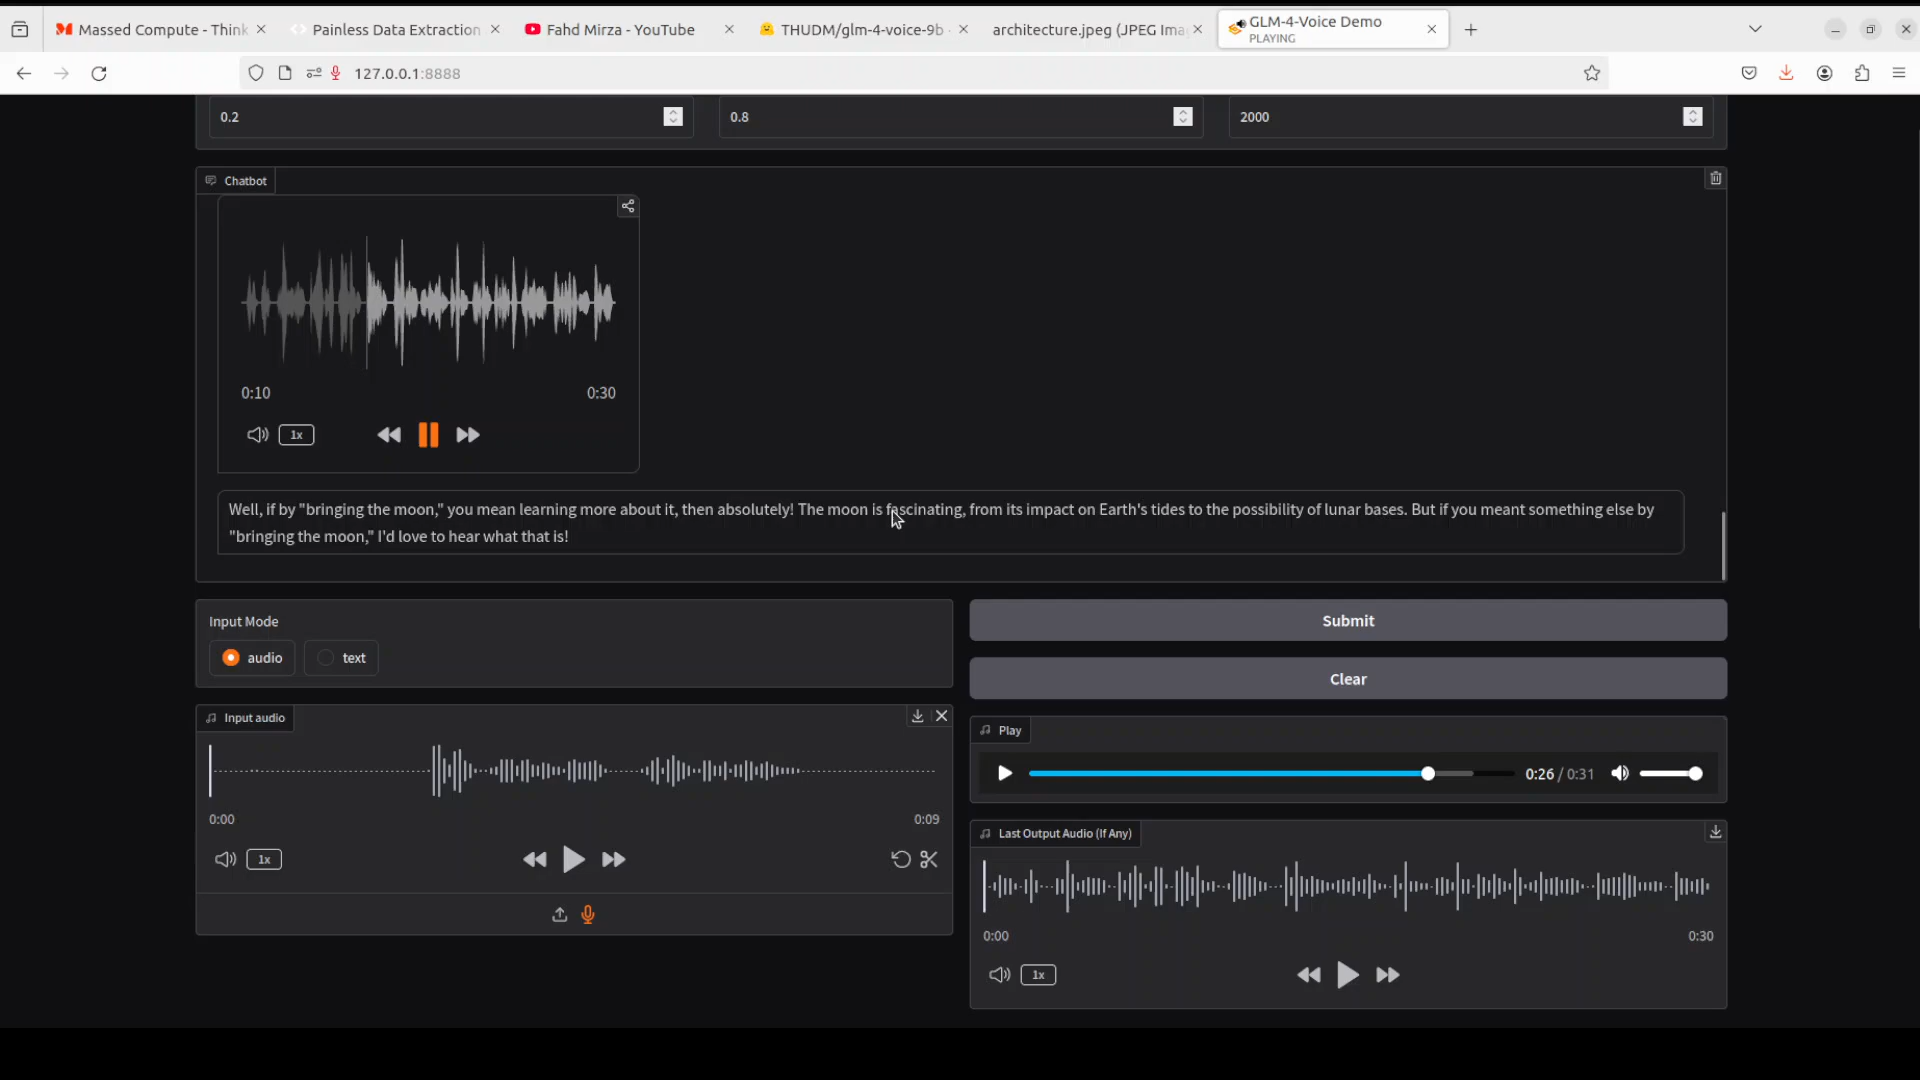 Massed Compute - Think
Painless Data Extraction
Fahd Mirza - YouTube
THUDM/glm-4-voice-9b
architecture.jpeg (JPEG Ima
GLM-4-Voice Demo
PLAYING
127.0.0.1:8888
0.2
0.8
2000
Chatbot
0:10
0:30
1x
Well, if by "bringing the moon," you mean learning more about it, then absolutely! The moon is fascinating, from its impact on Earth's tides to the possibility of lunar bases. But if you meant something else by
"bringing the moon," I'd love to hear what that is!
Input Mode
audio
text
Submit
Clear
Input audio
0:00
0:09
1x
Play
0:26 / 0:31
Last Output Audio (If Any)
0:00
0:30
1x